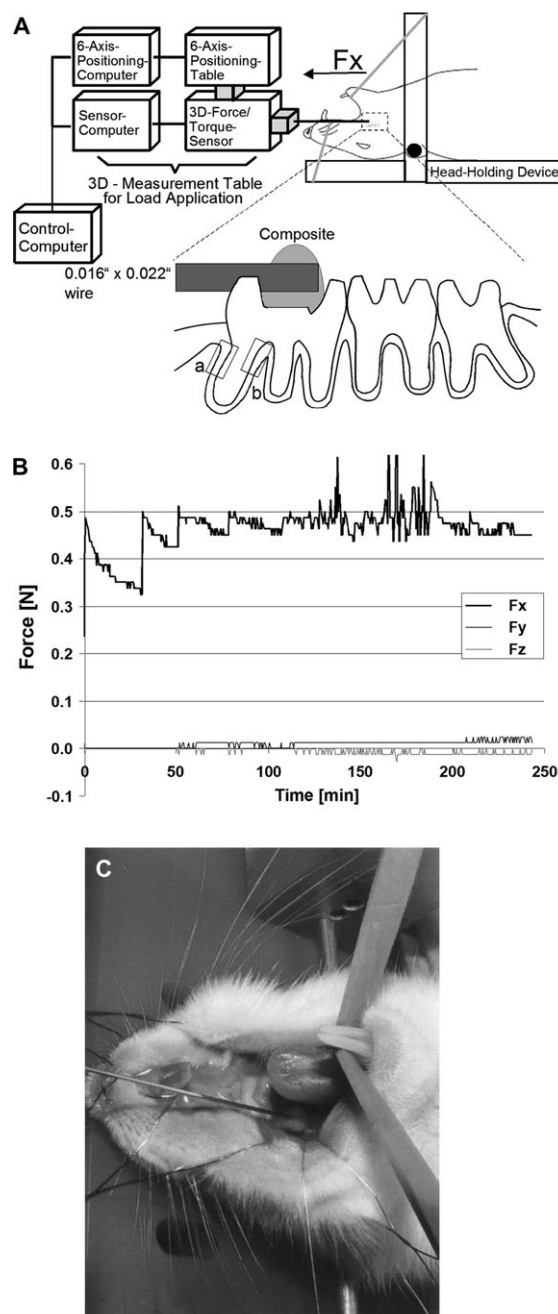 A
6-Axis-
Positioning-
Computer
6-Axis-
Positioning-
Table
Fx
Sensor-
Computer
3D-Force/
Torque-
Sensor
3D - Measurement Table
for Load Application
Head-Holding Device
Control-
Computer
Composite
0.016“ x 0.022“
wire
a
b
B
0.6
0.5
0.4
0.3
0.2
0.1
0.0
-0.1
Force [N]
Fx
Fy
Fz
0
50
100
150
200
250
Time [min]
C